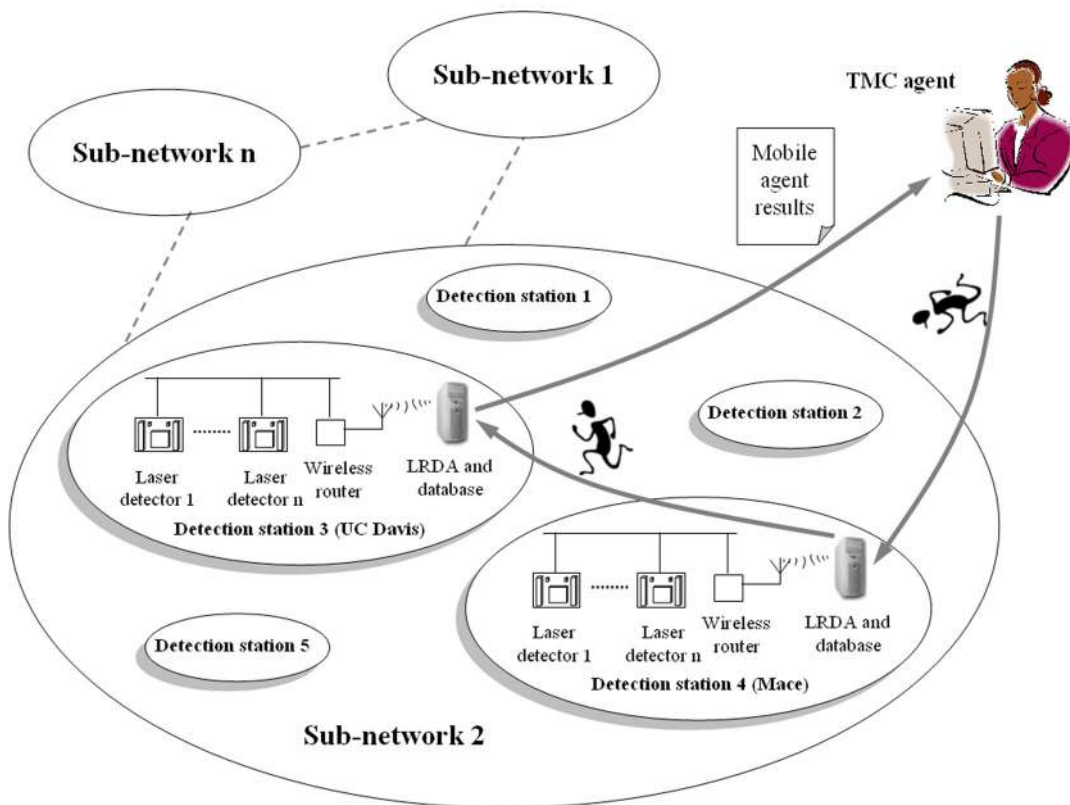 Sub-network 1
Sub-network n
TMC agent
Mobile
agent
results
Detection station 1
Detection station 2
Laser
detector 1
Laser
detector n
Wireless
router
LRDA and
database
Detection station 3 (UC Davis)
Laser
detector 1
Laser
detector n
Wireless
router
LRDA and
database
Detection station 4 (Mace)
Detection station 5
Sub-network 2